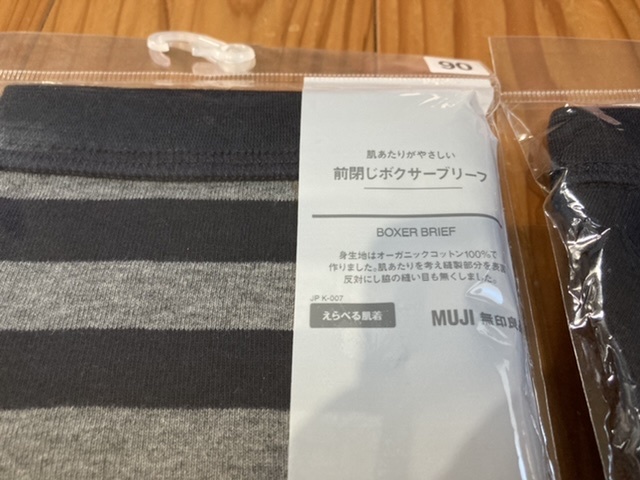 90
肌あたりがやさしい
前閉じボクサーブリーフ
BOXER BRIEF
身生地はオーガニックコットン100%で
作りました。肌あたりを考え縫製部分を表裏
反対にし脇の縫い目も無くしました。
JP K-007
えらべる肌着
MUJI 無印良